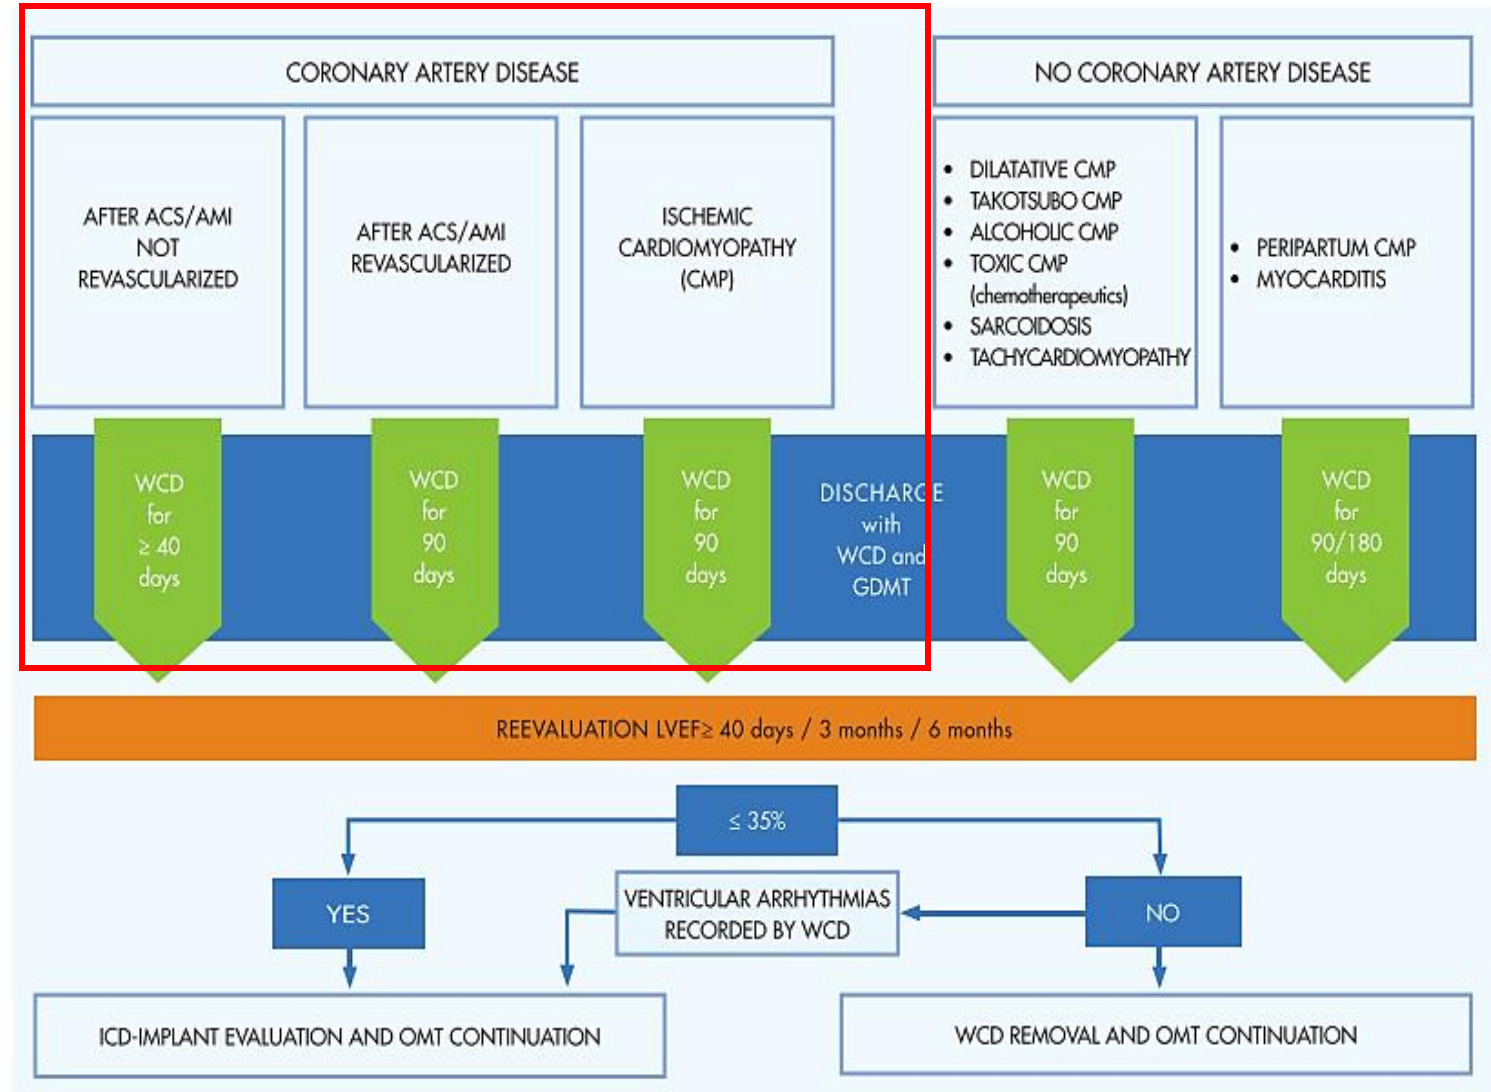 CORONARY ARTERY DISEASE
NO CORONARY ARTERY DISEASE
AFTER ACS/AMI
NOT
REVASCULARIZED
AFTER ACS/AMI
REVASCULARIZED
ISCHEMIC
CARDIOMYOPATHY
(CMP)
• DILATATIVE CMP
• TAKOTSUBO CMP
• ALCOHOLIC CMP
• TOXIC CMP
(chemotherapeutics)
• SARCOIDOSIS
• TACHYCARDIOMYOPATHY
• PERIPARTUM CMP
• MYOCARDITIS
WCD
for
≥ 40
days
WCD
for
90
days
WCD
for
90
days
DISCHARGE
with
WCD and
GDMT
WCD
for
90
days
WCD
for
90/180
days
REEVALUATION LVEF≥ 40 days / 3 months / 6 months
≤ 35%
YES
VENTRICULAR ARRHYTHMIAS
RECORDED BY WCD
NO
ICD-IMPLANT EVALUATION AND OMT CONTINUATION
WCD REMOVAL AND OMT CONTINUATION